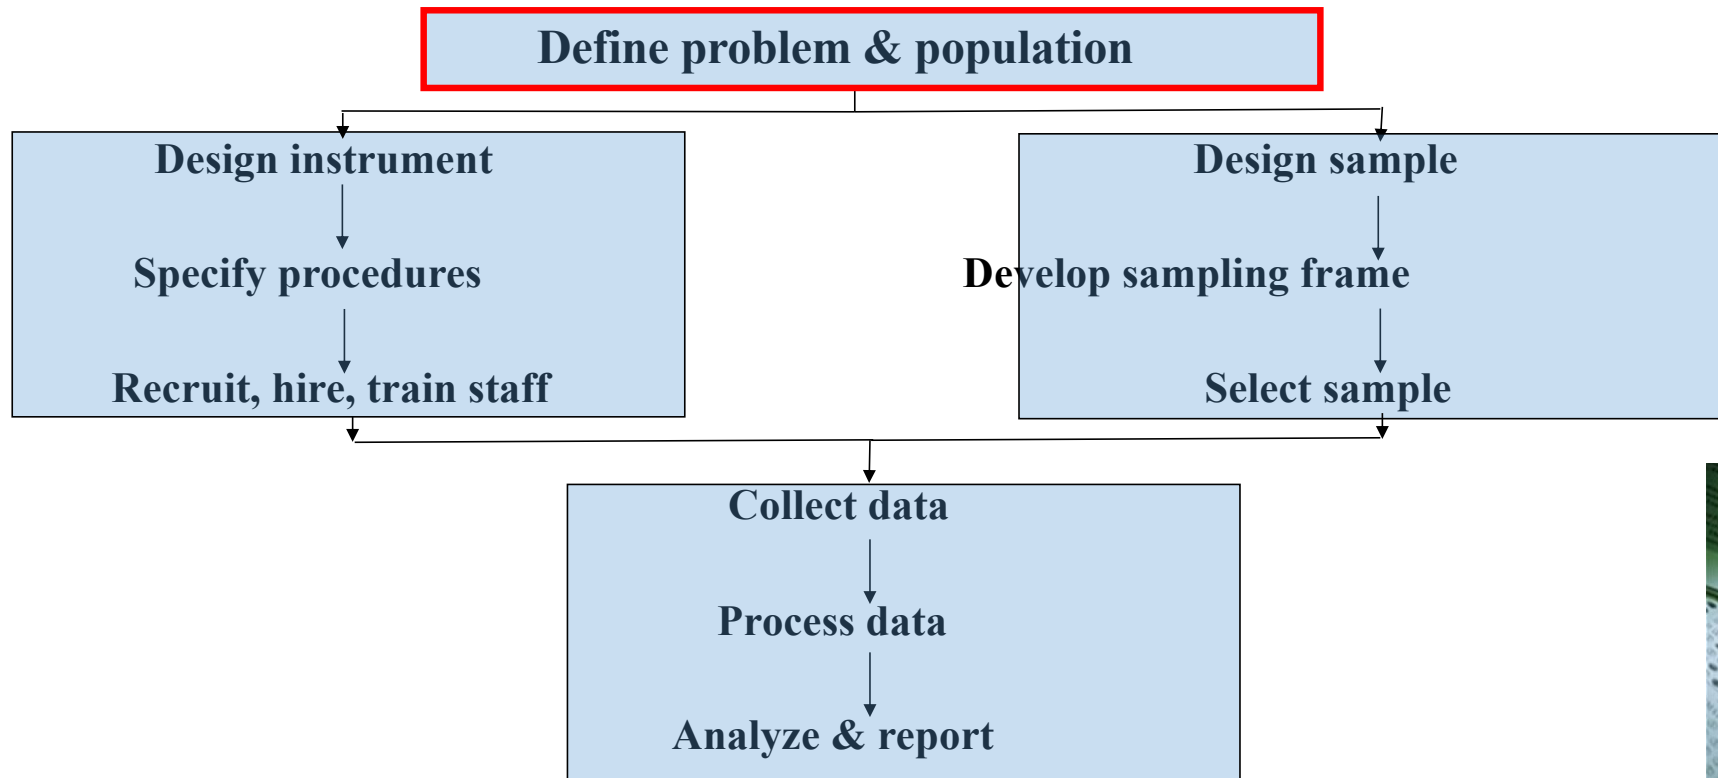 Define problem & population
Design instrument
Specify procedures
Recruit, hire, train staff
Design sample
Develop sampling frame
Select sample
Collect data
Process data
Analyze & report